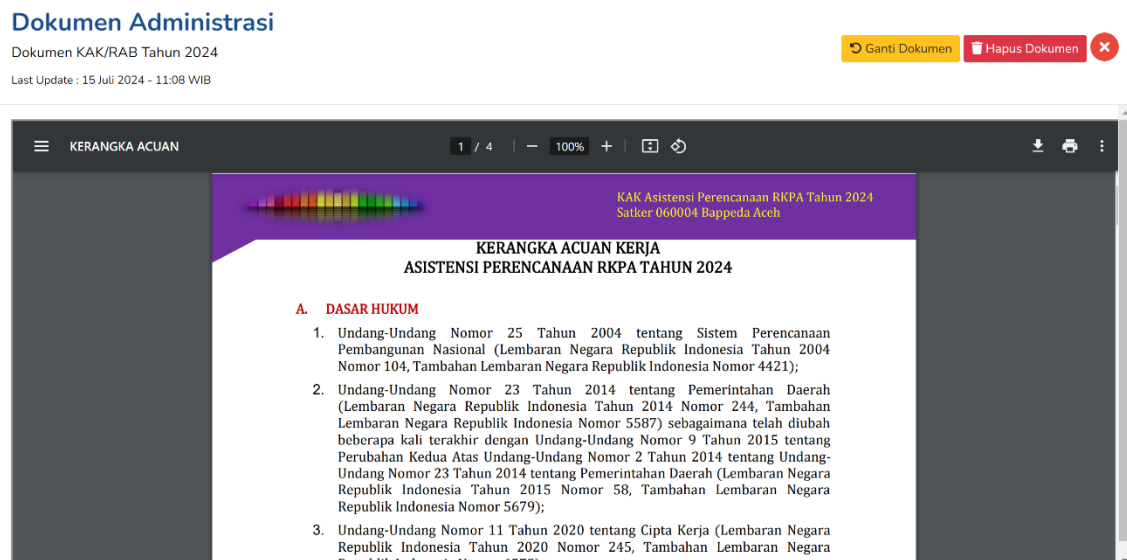 Dokumen Administrasi
Dokumen KAK/RAB Tahun 2024
Last Update : 15 Juli 2024 - 11:08 WIB
Ganti Dokumen
Hapus Dokumen
KERANGKA ACUAN
1 / 4
100%
KAK Asistensi Perencanaan RKPA Tahun 2024
Satker 060004 Bappeda Aceh
KERANGKA ACUAN KERJA
ASISTENSI PERENCANAAN RKPA TAHUN 2024
A. DASAR HUKUM
1. Undang-Undang Nomor 25 Tahun 2004 tentang Sistem Perencanaan
Pembangunan Nasional (Lembaran Negara Republik Indonesia Tahun 2004
Nomor 104, Tambahan Lembaran Negara Republik Indonesia Nomor 4421);
2. Undang-Undang Nomor 23 Tahun 2014 tentang Pemerintahan Daerah
(Lembaran Negara Republik Indonesia Tahun 2014 Nomor 244, Tambahan
Lembaran Negara Republik Indonesia Nomor 5587) sebagaimana telah diubah
beberapa kali terakhir dengan Undang-Undang Nomor 9 Tahun 2015 tentang
Perubahan Kedua Atas Undang-Undang Nomor 2 Tahun 2014 tentang Undang-
Undang Nomor 23 Tahun 2014 tentang Pemerintahan Daerah (Lembaran Negara
Republik Indonesia Tahun 2015 Nomor 58, Tambahan Lembaran Negara
Republik Indonesia Nomor 5679);
3. Undang-Undang Nomor 11 Tahun 2020 tentang Cipta Kerja (Lembaran Negara
Republik Indonesia Tahun 2020 Nomor 245, Tambahan Lembaran Negara